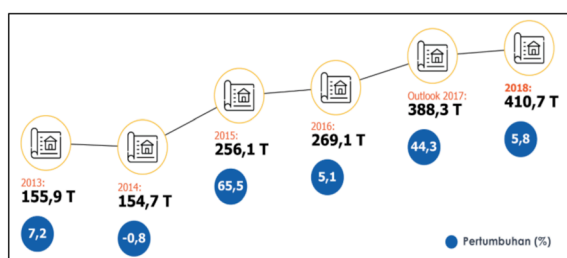 2013:
155,9 T
7,2
2014:
154,7 T
-0,8
2015:
256,1 T
65,5
2016:
269,1 T
5,1
Outlook 2017:
388,3 T
44,3
2018:
410,7 T
5,8
Pertumbuhan (%)